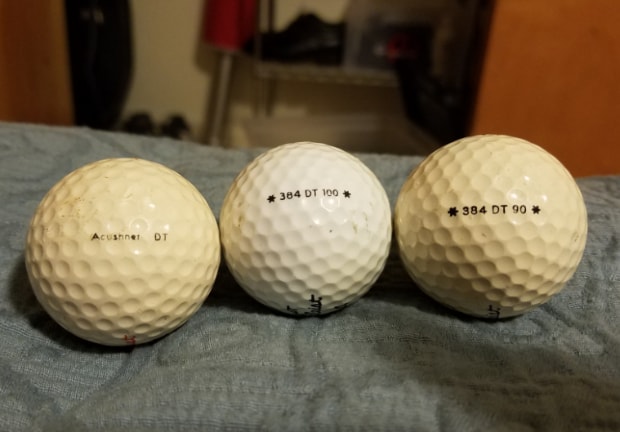 Acushnet DT
✱ 384 DT 100 ✱
✱ 384 DT 90 ✱